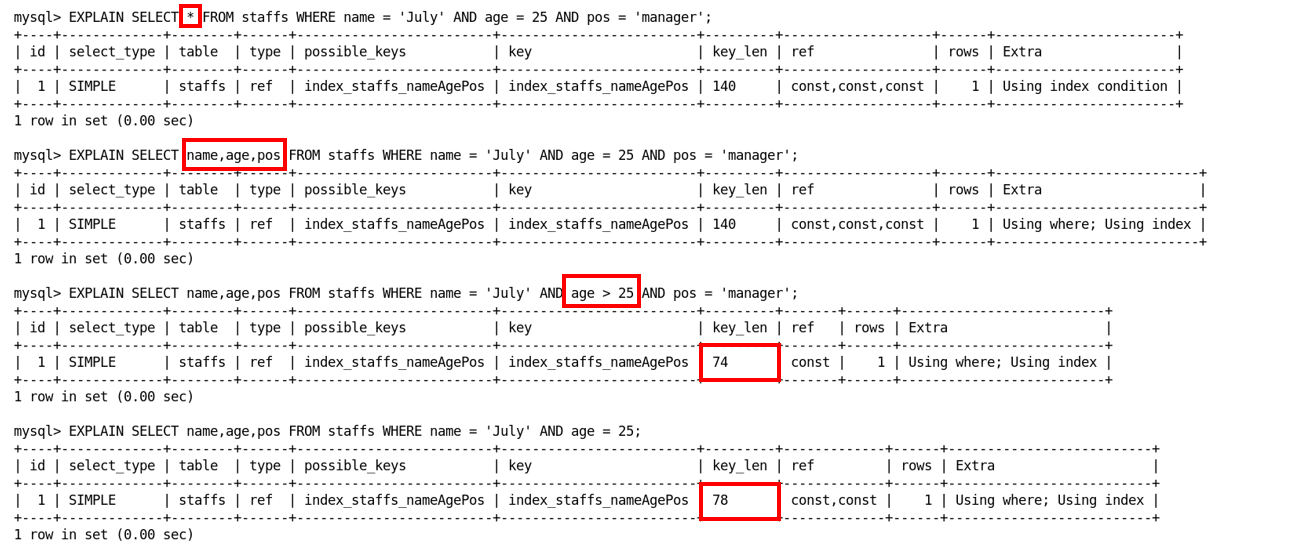 mysql> EXPLAIN SELECT * FROM staffs WHERE name = 'July' AND age = 25 AND pos = 'manager';
+----+-------------+--------+------+-------------------------+-------------------------+---------+-------------------+------+-----------------------+
| id | select_type | table  | type | possible_keys           | key                     | key_len | ref               | rows | Extra                 |
+----+-------------+--------+------+-------------------------+-------------------------+---------+-------------------+------+-----------------------+
|  1 | SIMPLE      | staffs | ref  | index_staffs_nameAgePos | index_staffs_nameAgePos | 140     | const,const,const |    1 | Using index condition |
+----+-------------+--------+------+-------------------------+-------------------------+---------+-------------------+------+-----------------------+
1 row in set (0.00 sec)
mysql> EXPLAIN SELECT name,age,pos FROM staffs WHERE name = 'July' AND age = 25 AND pos = 'manager';
+----+-------------+--------+------+-------------------------+-------------------------+---------+-------------------+------+--------------------------+
| id | select_type | table  | type | possible_keys           | key                     | key_len | ref               | rows | Extra                    |
+----+-------------+--------+------+-------------------------+-------------------------+---------+-------------------+------+--------------------------+
|  1 | SIMPLE      | staffs | ref  | index_staffs_nameAgePos | index_staffs_nameAgePos | 140     | const,const,const |    1 | Using where; Using index |
+----+-------------+--------+------+-------------------------+-------------------------+---------+-------------------+------+--------------------------+
1 row in set (0.00 sec)
mysql> EXPLAIN SELECT name,age,pos FROM staffs WHERE name = 'July' AND age > 25 AND pos = 'manager';
+----+-------------+--------+------+-------------------------+-------------------------+---------+-------+------+--------------------------+
| id | select_type | table  | type | possible_keys           | key                     | key_len | ref   | rows | Extra                    |
+----+-------------+--------+------+-------------------------+-------------------------+---------+-------+------+--------------------------+
|  1 | SIMPLE      | staffs | ref  | index_staffs_nameAgePos | index_staffs_nameAgePos | 74      | const |    1 | Using where; Using index |
+----+-------------+--------+------+-------------------------+-------------------------+---------+-------+------+--------------------------+
1 row in set (0.00 sec)
mysql> EXPLAIN SELECT name,age,pos FROM staffs WHERE name = 'July' AND age = 25;
+----+-------------+--------+------+-------------------------+-------------------------+---------+-------------+------+--------------------------+
| id | select_type | table  | type | possible_keys           | key                     | key_len | ref         | rows | Extra                    |
+----+-------------+--------+------+-------------------------+-------------------------+---------+-------------+------+--------------------------+
|  1 | SIMPLE      | staffs | ref  | index_staffs_nameAgePos | index_staffs_nameAgePos | 78      | const,const |    1 | Using where; Using index |
+----+-------------+--------+------+-------------------------+-------------------------+---------+-------------+------+--------------------------+
1 row in set (0.00 sec)